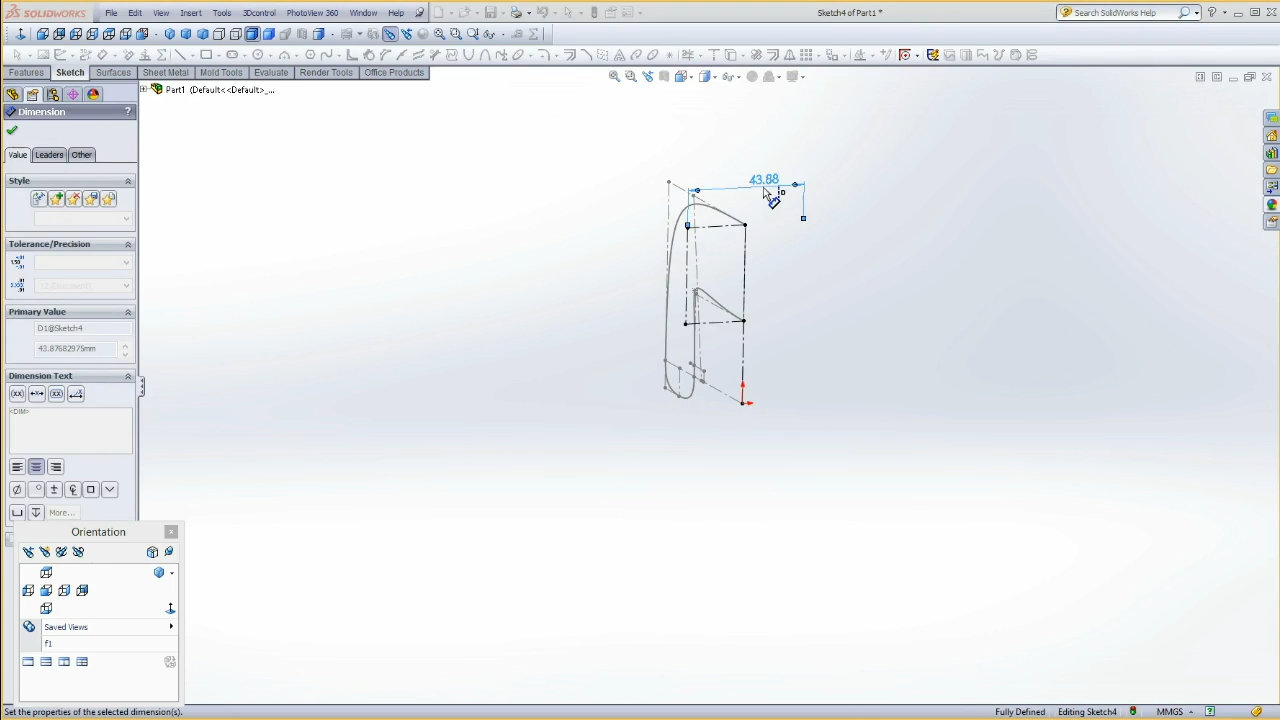 SOLIDWORKS File Edit View Insert Tools 3Dcontrol PhotoView 360 Window Help Sketch4 of Part1 * Search SolidWorks Help
Features Sketch Surfaces Sheet Metal Mold Tools Evaluate Render Tools Office Products
Part1 (Default<<Default>_...
Dimension ?
Value Leaders Other
Style
Tolerance/Precision
Primary Value
D1@Sketch4
43.87682975mm
Dimension Text
<DIM>
More...
43.88
Orientation
Saved Views
f1
Set the properties of the selected dimension(s). Fully Defined Editing Sketch4 MMGS